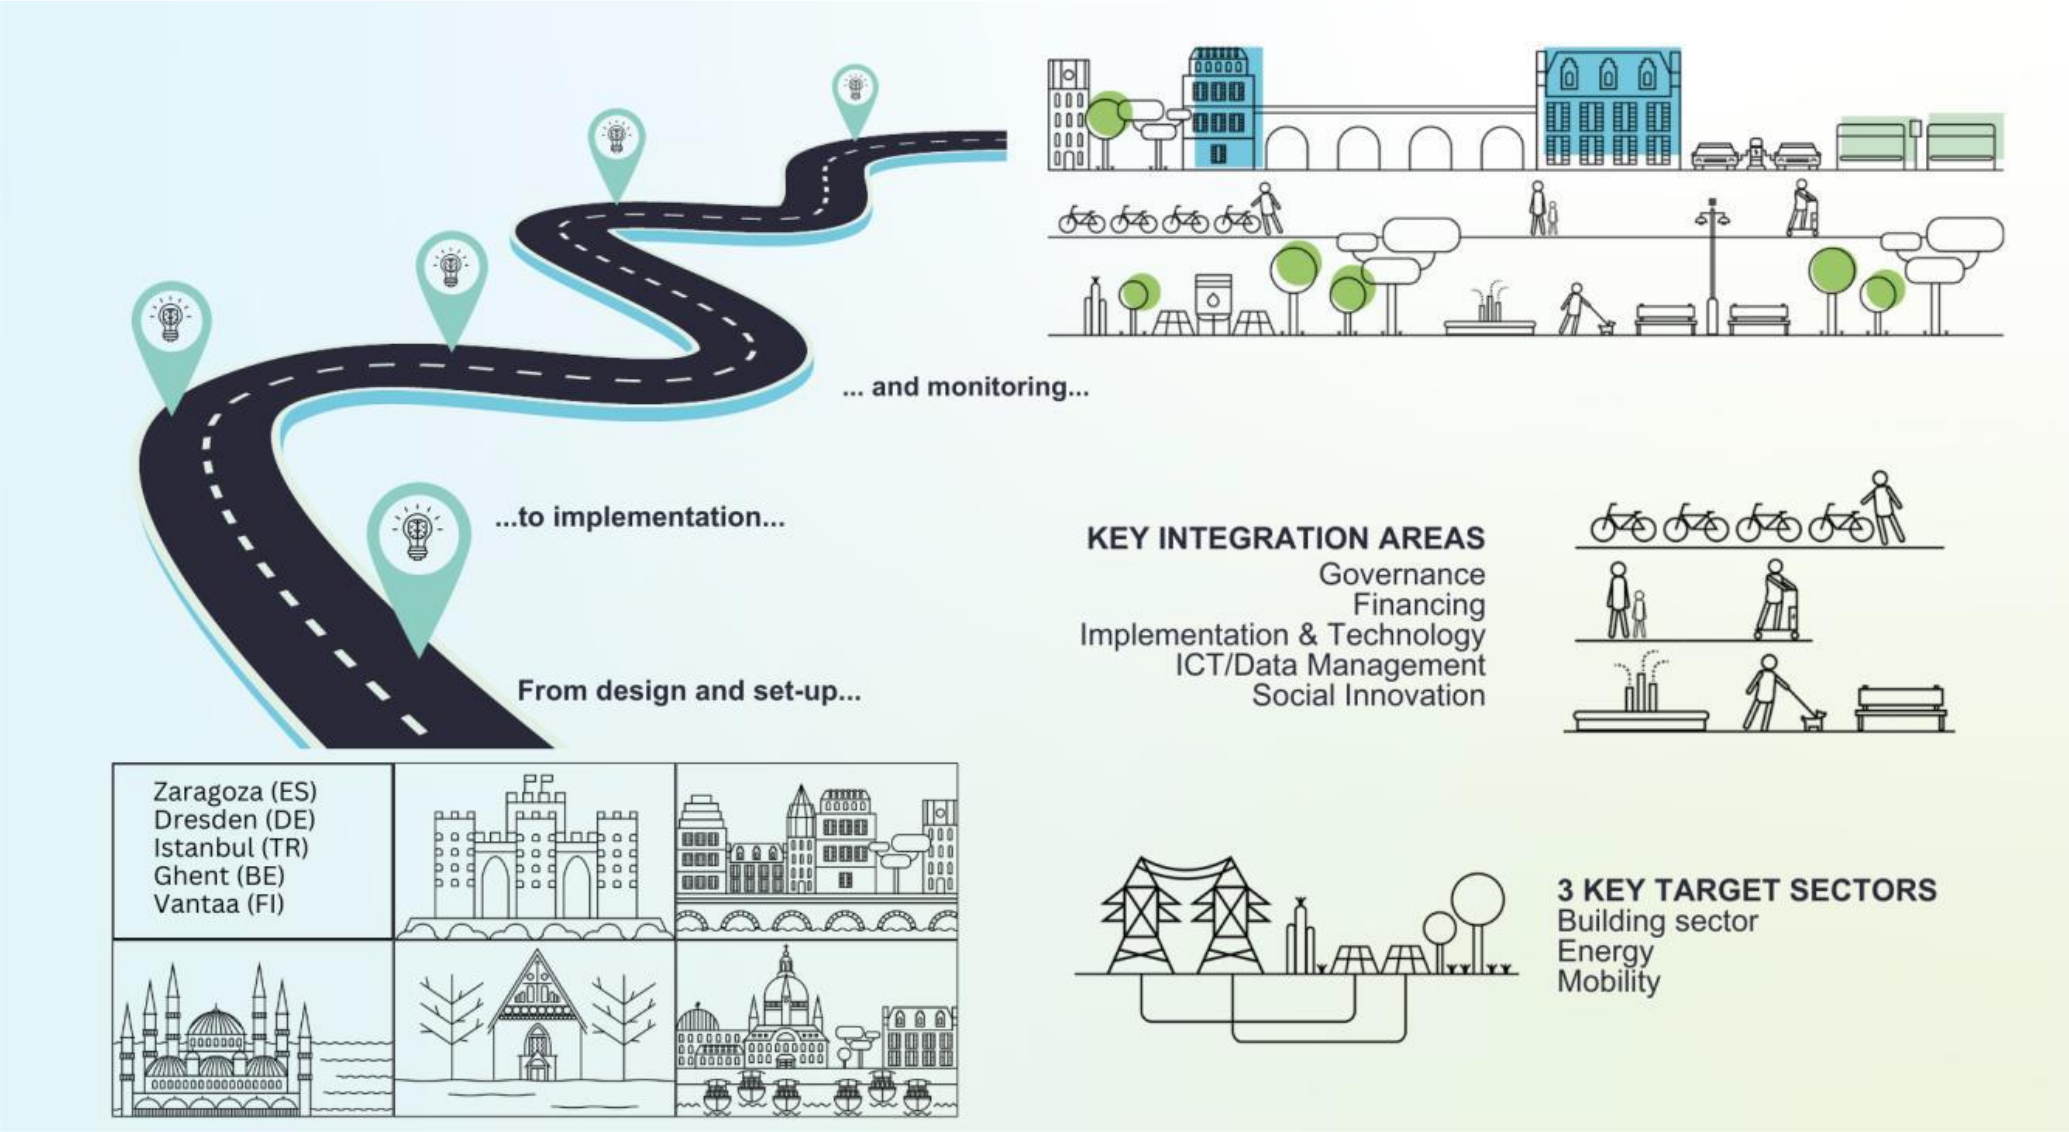 ... and monitoring...
...to implementation...
From design and set-up...
KEY INTEGRATION AREAS
Governance
Financing
Implementation & Technology
ICT/Data Management
Social Innovation
Zaragoza (ES)
Dresden (DE)
Istanbul (TR)
Ghent (BE)
Vantaa (FI)
3 KEY TARGET SECTORS
Building sector
Energy
Mobility